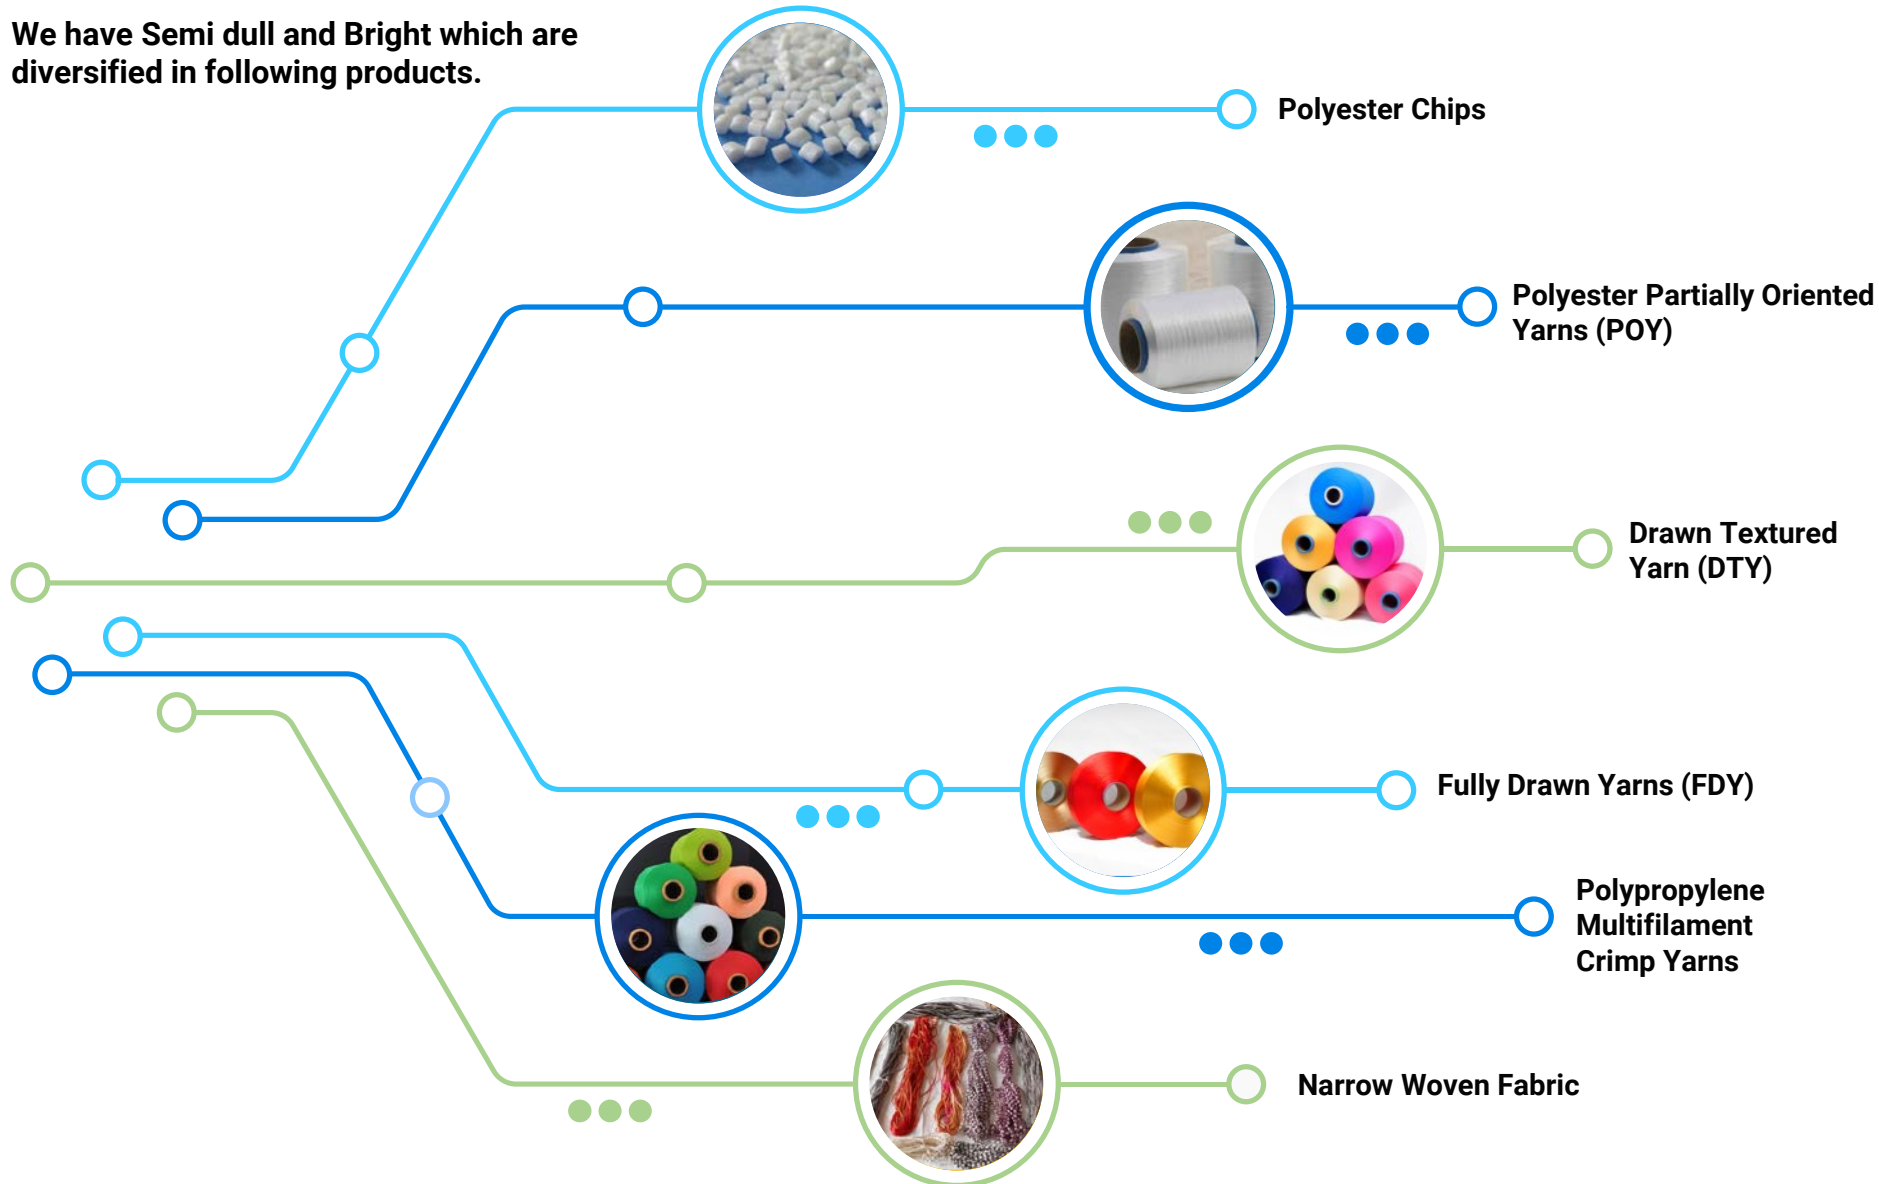 We have Semi dull and Bright which are
diversified in following products.
Polyester Chips
Polyester Partially Oriented
Yarns (POY)
Drawn Textured
Yarn (DTY)
Fully Drawn Yarns (FDY)
Polypropylene
Multifilament
Crimp Yarns
Narrow Woven Fabric